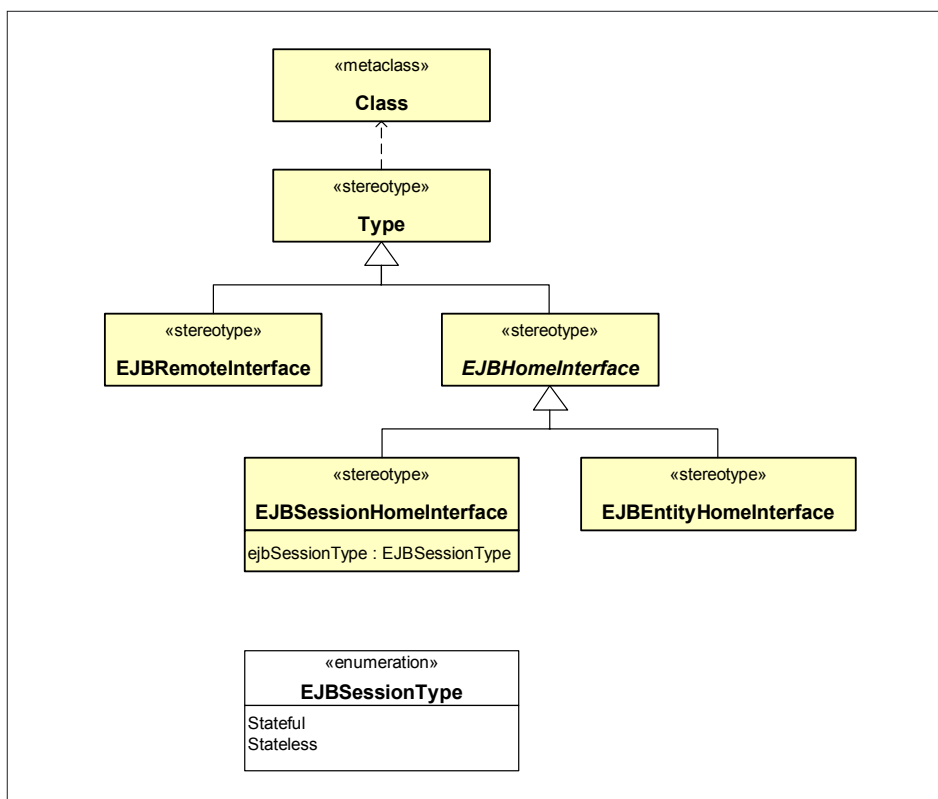 «metaclass»
Class
«stereotype»
Type
«stereotype»
EJBRemoteInterface
«stereotype»
EJBHomeInterface
«stereotype»
EJBSessionHomeInterface
ejbSessionType : EJBSessionType
«stereotype»
EJBEntityHomeInterface
«enumeration»
EJBSessionType
Stateful
Stateless